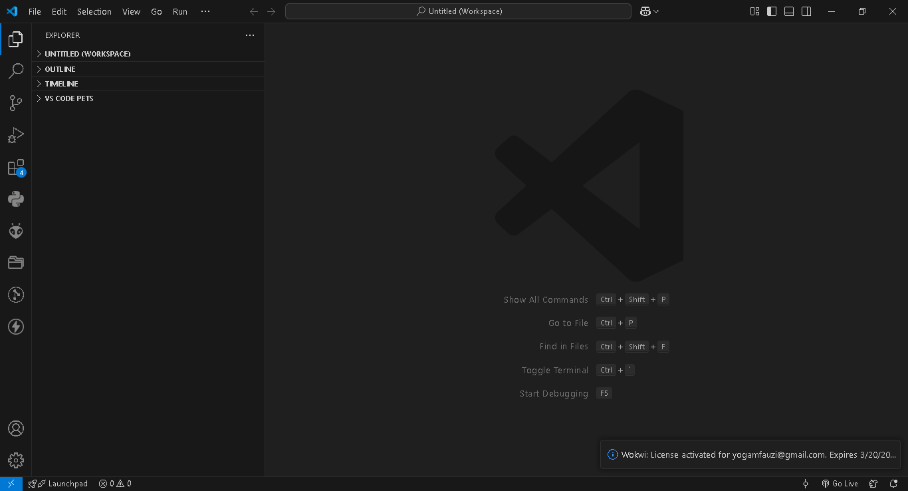 File Edit Selection View Go Run ···
Untitled (Workspace)
EXPLORER
UNTITLED (WORKSPACE)
OUTLINE
TIMELINE
VS CODE PETS
4
Show All Commands Ctrl + Shift + P
Go to File Ctrl + P
Find in Files Ctrl + Shift + F
Toggle Terminal Ctrl + `
Start Debugging F5
Wokwi: License activated for yogamfauzi@gmail.com. Expires 3/20/20...
Launchpad 0 0 Go Live